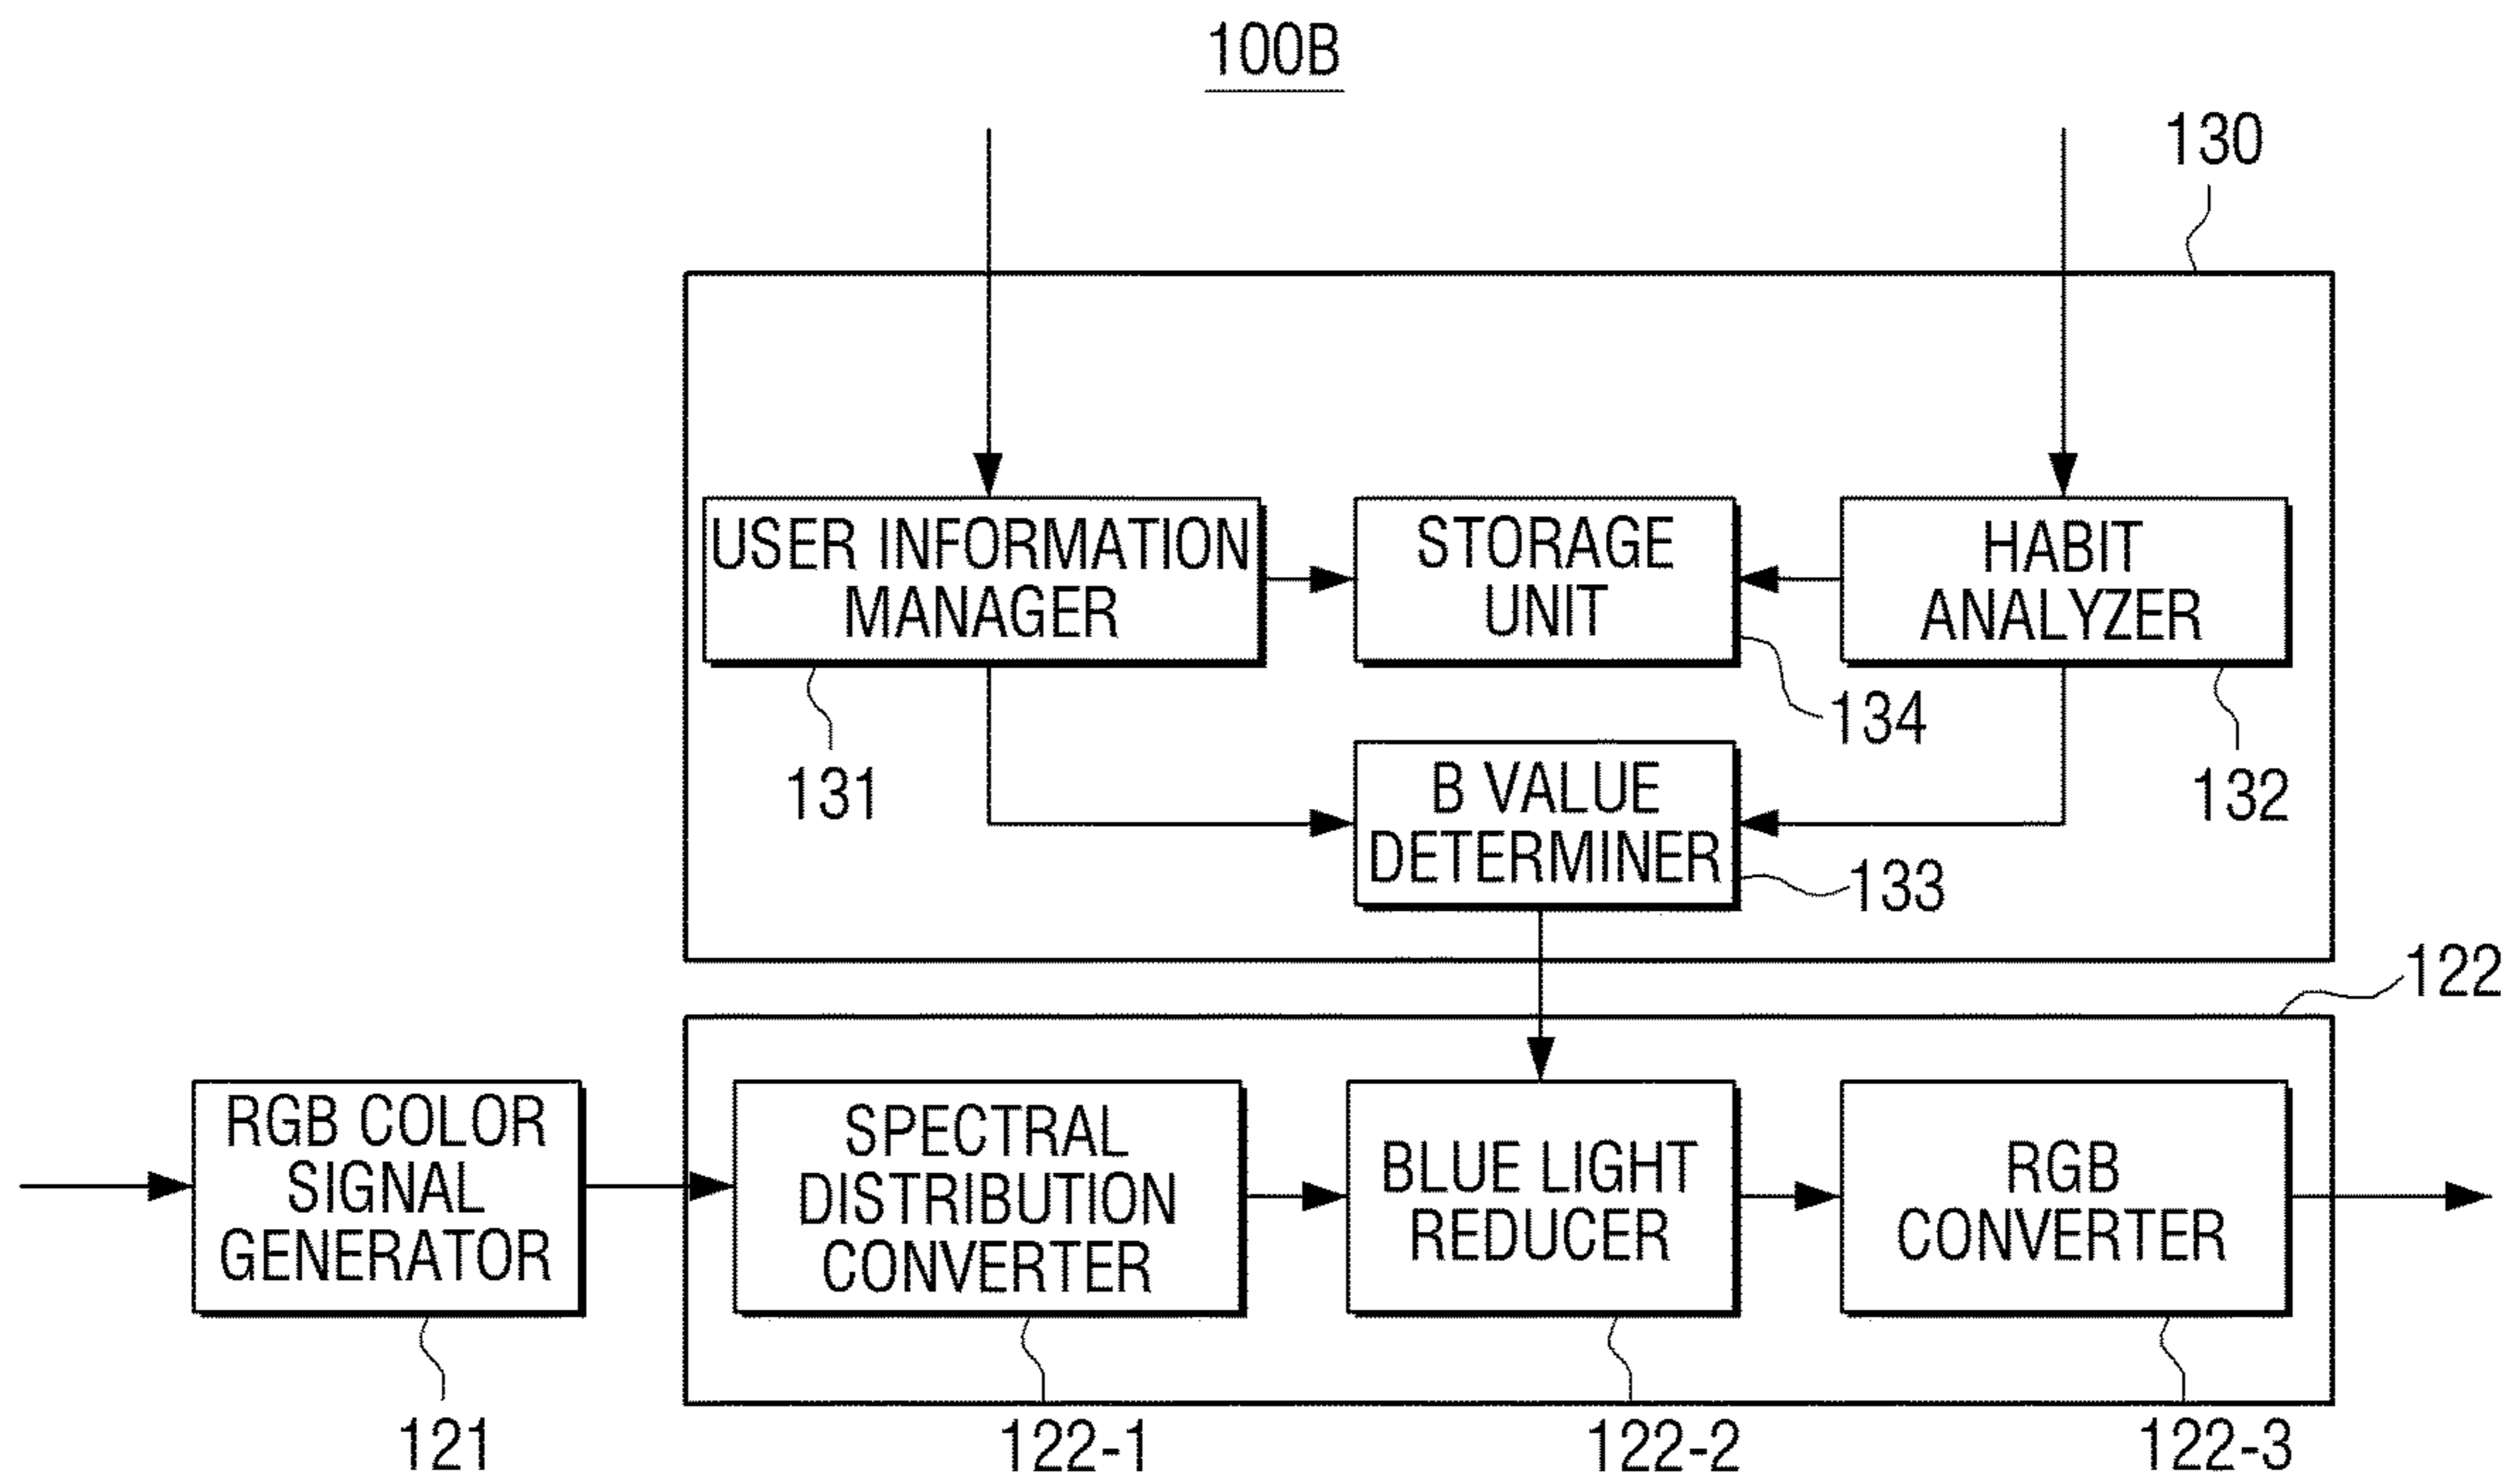 100B
130
USER INFORMATION
MANAGER
STORAGE
UNIT
HABIT
ANALYZER
131
134
132
B VALUE
DETERMINER
133
122
RGB COLOR
SIGNAL
GENERATOR
SPECTRAL
DISTRIBUTION
CONVERTER
BLUE LIGHT
REDUCER
RGB
CONVERTER
121
122-1
122-2
122-3